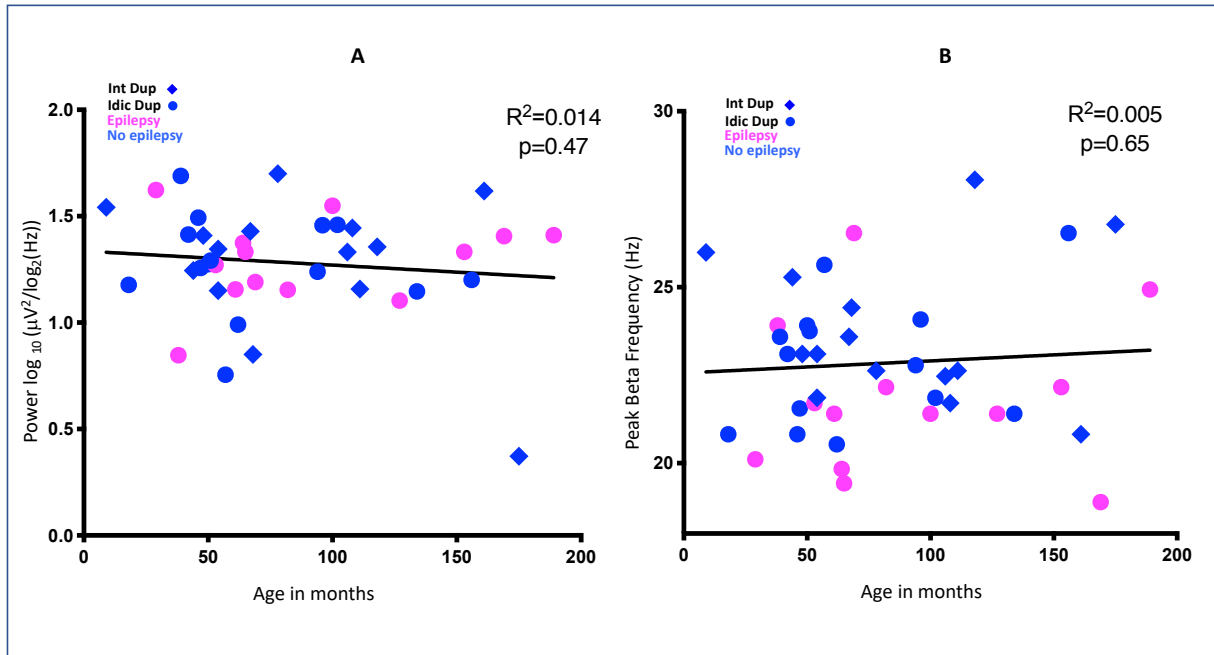 A
Int Dup
Idic Dup
Epilepsy
No epilepsy
R²=0.014
p=0.47
2.0
1.5
1.0
0.5
0.0
0 50 100 150 200
Power log ₁₀ (μV²/log₂(Hz))
Age in months
B
Int Dup
Idic Dup
Epilepsy
No epilepsy
R²=0.005
p=0.65
30
25
20
0 50 100 150 200
Peak Beta Frequency (Hz)
Age in months